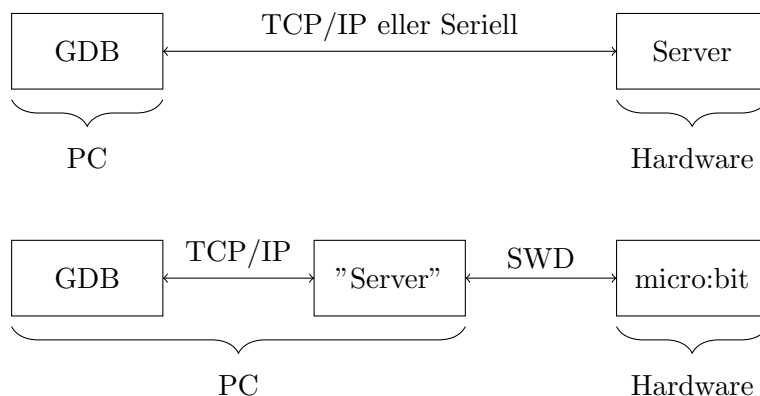 TCP/IP eller Seriell
GDB
Server
PC
Hardware
TCP/IP
SWD
GDB
”Server”
micro:bit
PC
Hardware